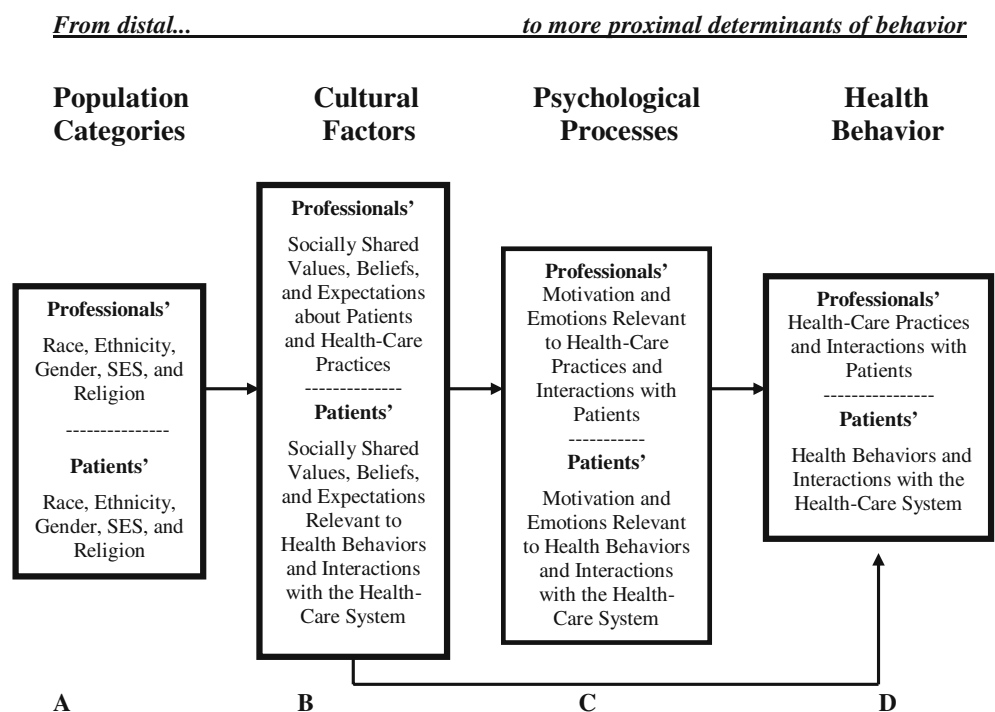 From distal... to more proximal determinants of behavior
Population
Categories
Cultural
Factors
Psychological
Processes
Health
Behavior
Professionals’
Race, Ethnicity,
Gender, SES, and
Religion
---------------
Patients’
Race, Ethnicity,
Gender, SES, and
Religion
Professionals’
Socially Shared
Values, Beliefs,
and Expectations
about Patients
and Health-Care
Practices
--------------
Patients’
Socially Shared
Values, Beliefs,
and Expectations
Relevant to
Health Behaviors
and Interactions
with the Health-
Care System
Professionals’
Motivation and
Emotions Relevant
to Health-Care
Practices and
Interactions with
Patients
-----------
Patients’
Motivation and
Emotions Relevant
to Health Behaviors
and Interactions
with the Health-
Care System
Professionals’
Health-Care Practices
and Interactions with
Patients
----------------
Patients’
Health Behaviors and
Interactions with the
Health-Care System
A B C D